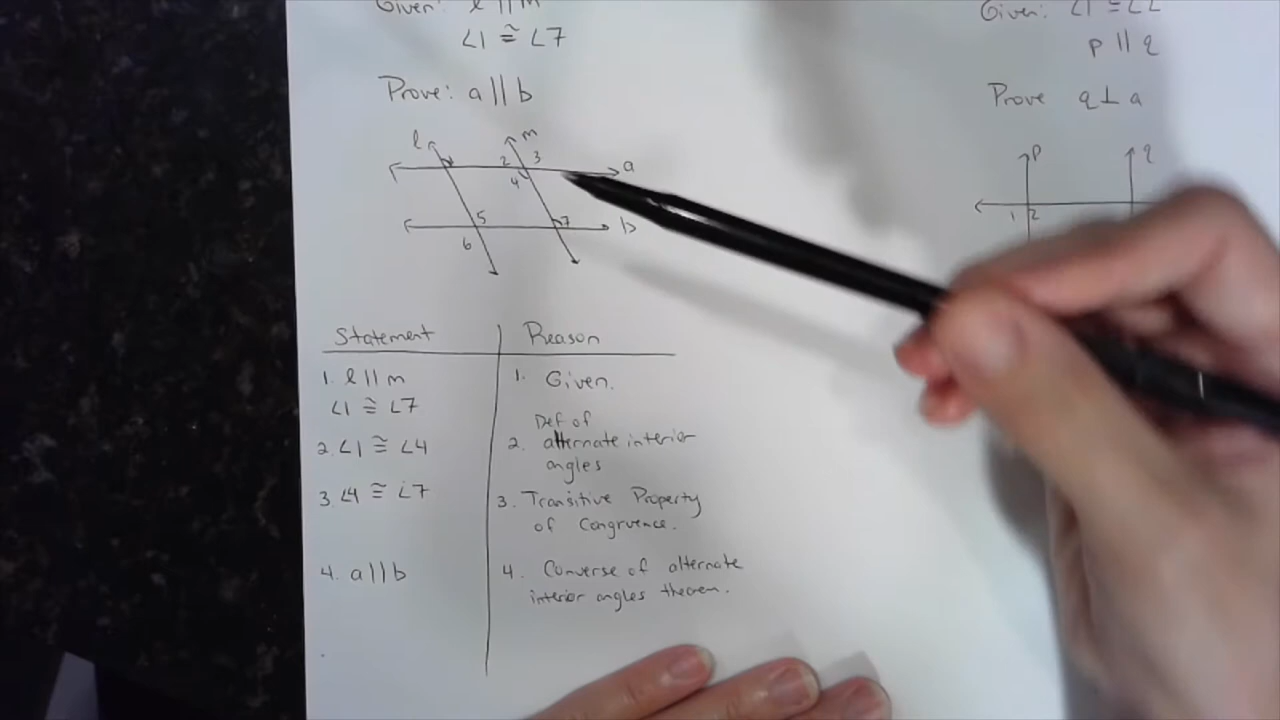 Given: l || m
∠1 ≅ ∠7
Prove: a || b
l
m
2
3
a
4
5
7
b
6
Statement
Reason
1. l || m
∠1 ≅ ∠7
1. Given.
2. ∠1 ≅ ∠4
Def of
2. alternate interior
angles
3. ∠4 ≅ ∠7
3. Transitive Property
of Congruence.
4. a || b
4. Converse of alternate
interior angles theorem.
Given: ∠1 ≅ ∠2
p || q
Prove q ⊥ a
p
q
1
2